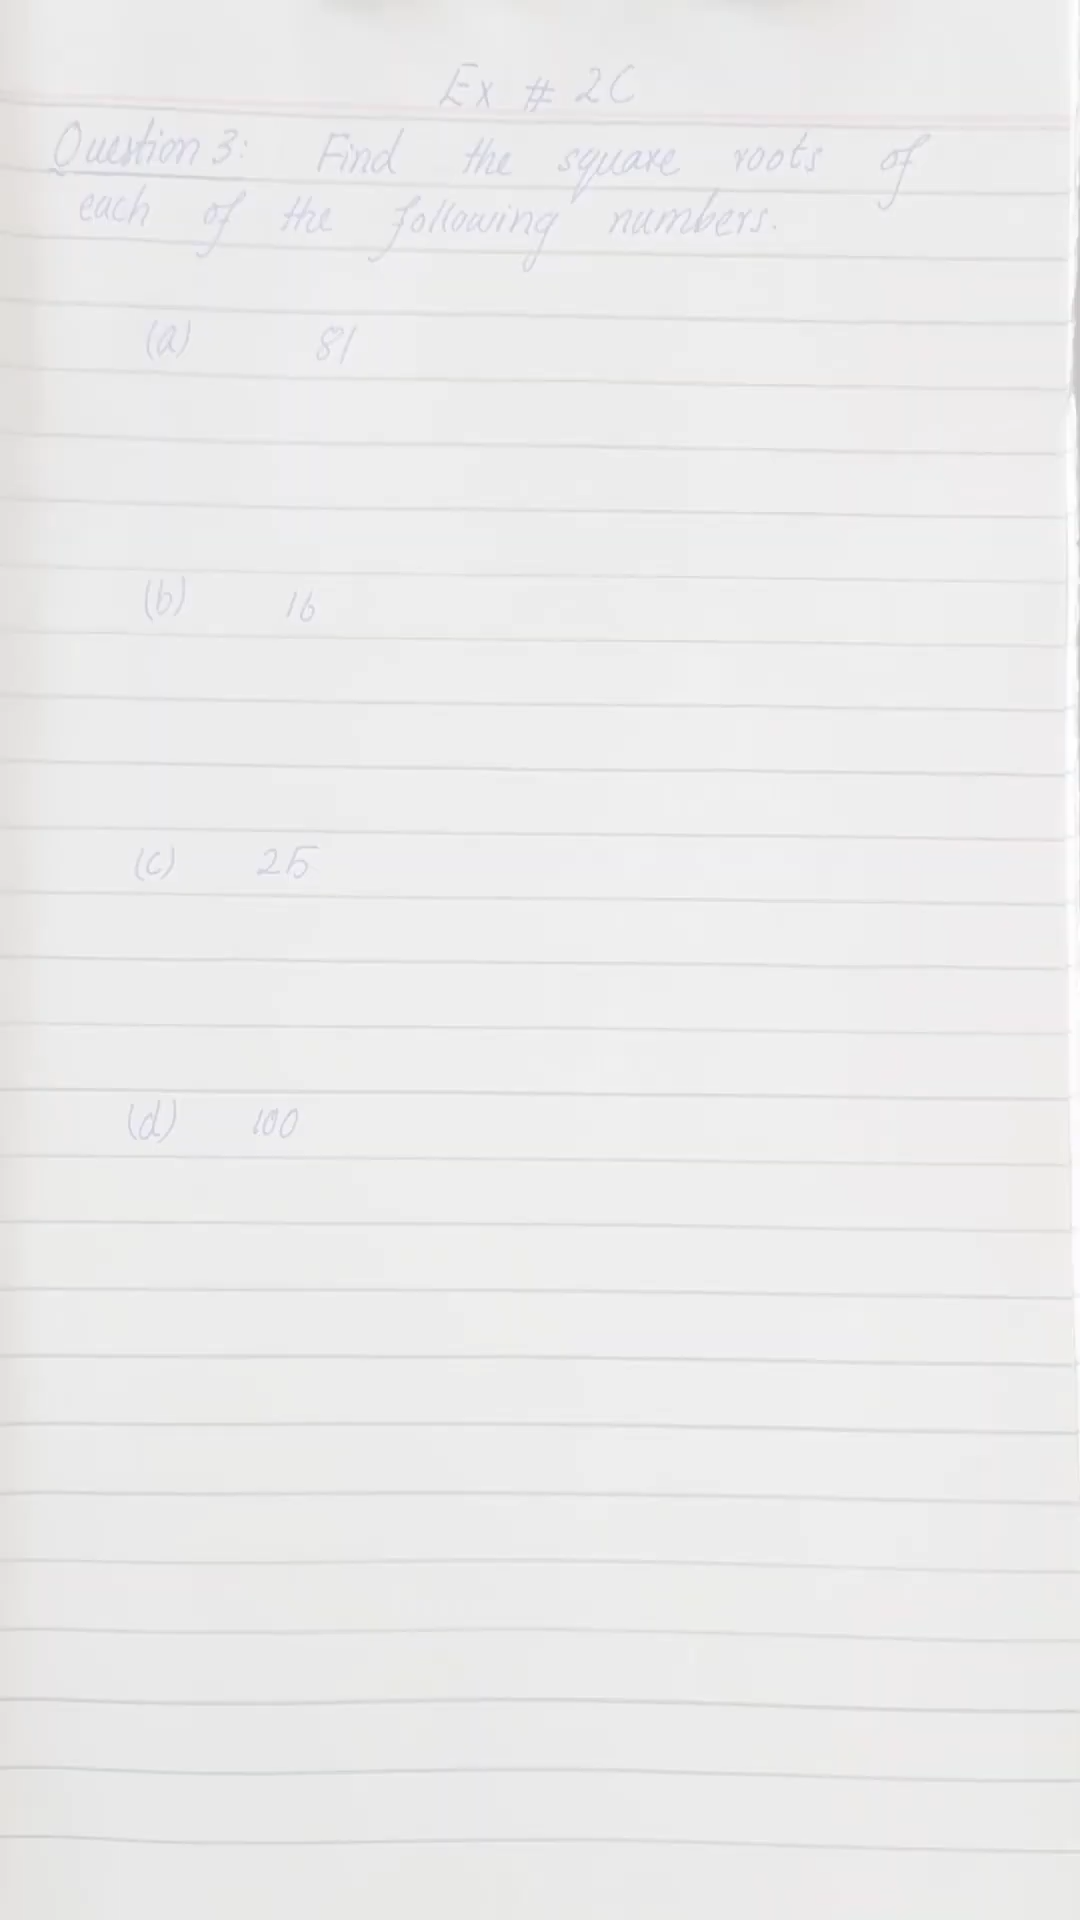 Ex # 2C
Question 3: Find the square roots of
each of the following numbers.
(a) 81
(b) 16
(c) 25
(d) 100